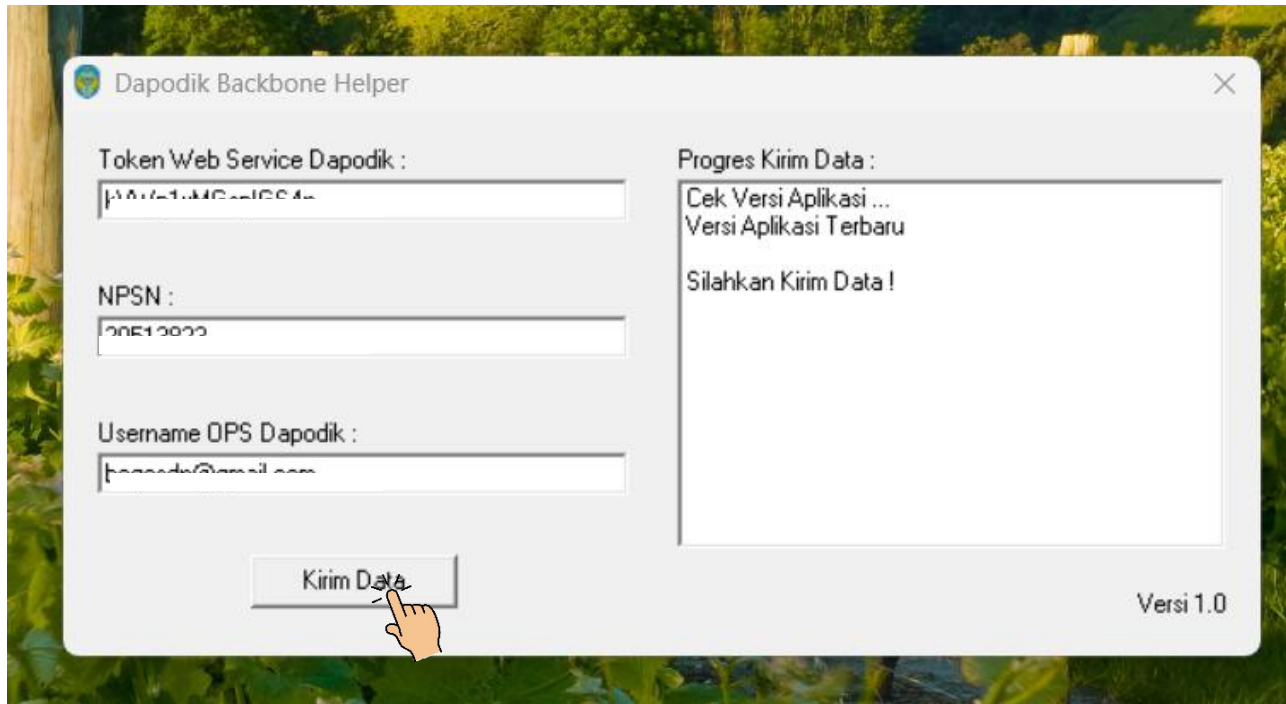 Dapodik Backbone Helper
Token Web Service Dapodik :
NPSN :
Username OPS Dapodik :
Kirim Data
Progres Kirim Data :
Cek Versi Aplikasi ...
Versi Aplikasi Terbaru
Silahkan Kirim Data !
Versi 1.0